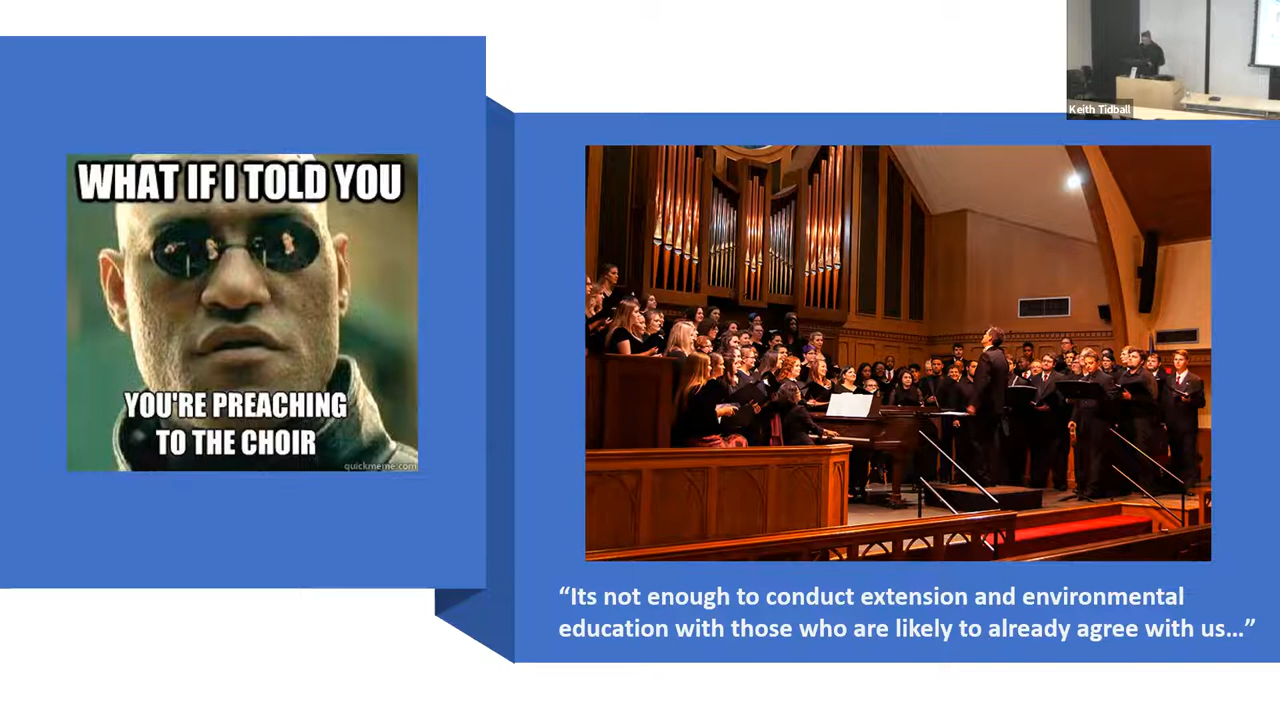 Keith Tidball
WHAT IF I TOLD YOU
YOU'RE PREACHING
TO THE CHOIR
quickmeme.com
“Its not enough to conduct extension and environmental
education with those who are likely to already agree with us…”